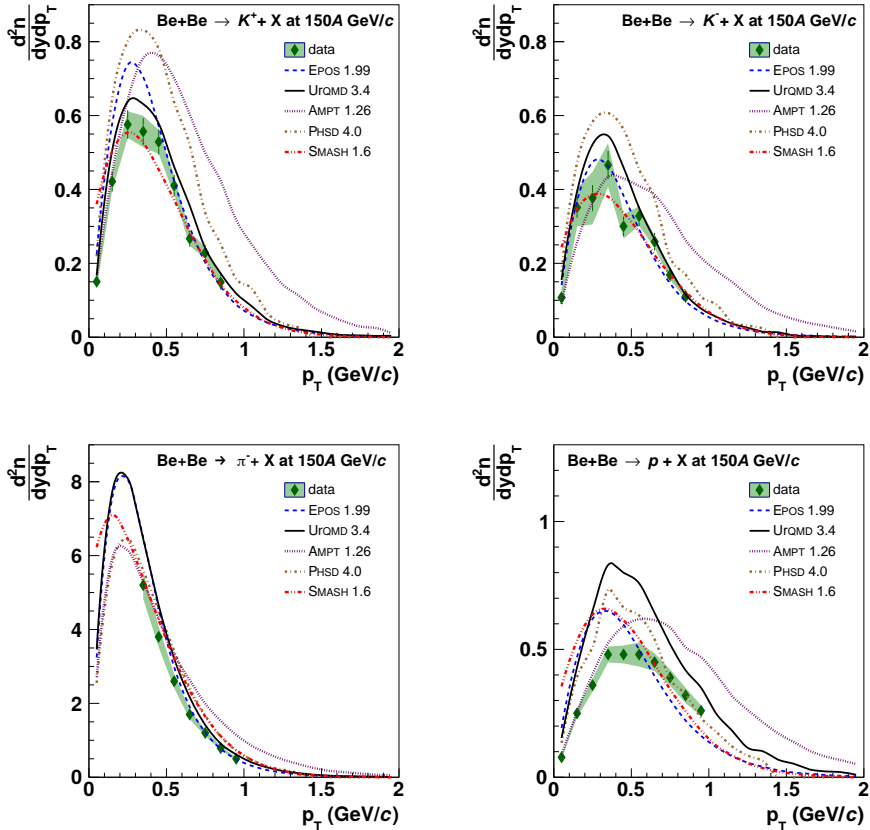 Be+Be → K⁺+ X at 150A GeV/c
d²n
dydp_T
data
EPOS 1.99
URQMD 3.4
AMPT 1.26
PHSD 4.0
SMASH 1.6
0.8
0.6
0.4
0.2
0
0 0.5 1 1.5 2
p_T (GeV/c)
Be+Be → K⁻+ X at 150A GeV/c
d²n
dydp_T
data
EPOS 1.99
URQMD 3.4
AMPT 1.26
PHSD 4.0
SMASH 1.6
0.8
0.6
0.4
0.2
0
0 0.5 1 1.5 2
p_T (GeV/c)
Be+Be → π⁻+ X at 150A GeV/c
d²n
dydp_T
data
EPOS 1.99
URQMD 3.4
AMPT 1.26
PHSD 4.0
SMASH 1.6
8
6
4
2
0
0 0.5 1 1.5 2
p_T (GeV/c)
Be+Be → p + X at 150A GeV/c
d²n
dydp_T
data
EPOS 1.99
URQMD 3.4
AMPT 1.26
PHSD 4.0
SMASH 1.6
1
0.5
0
0 0.5 1 1.5 2
p_T (GeV/c)